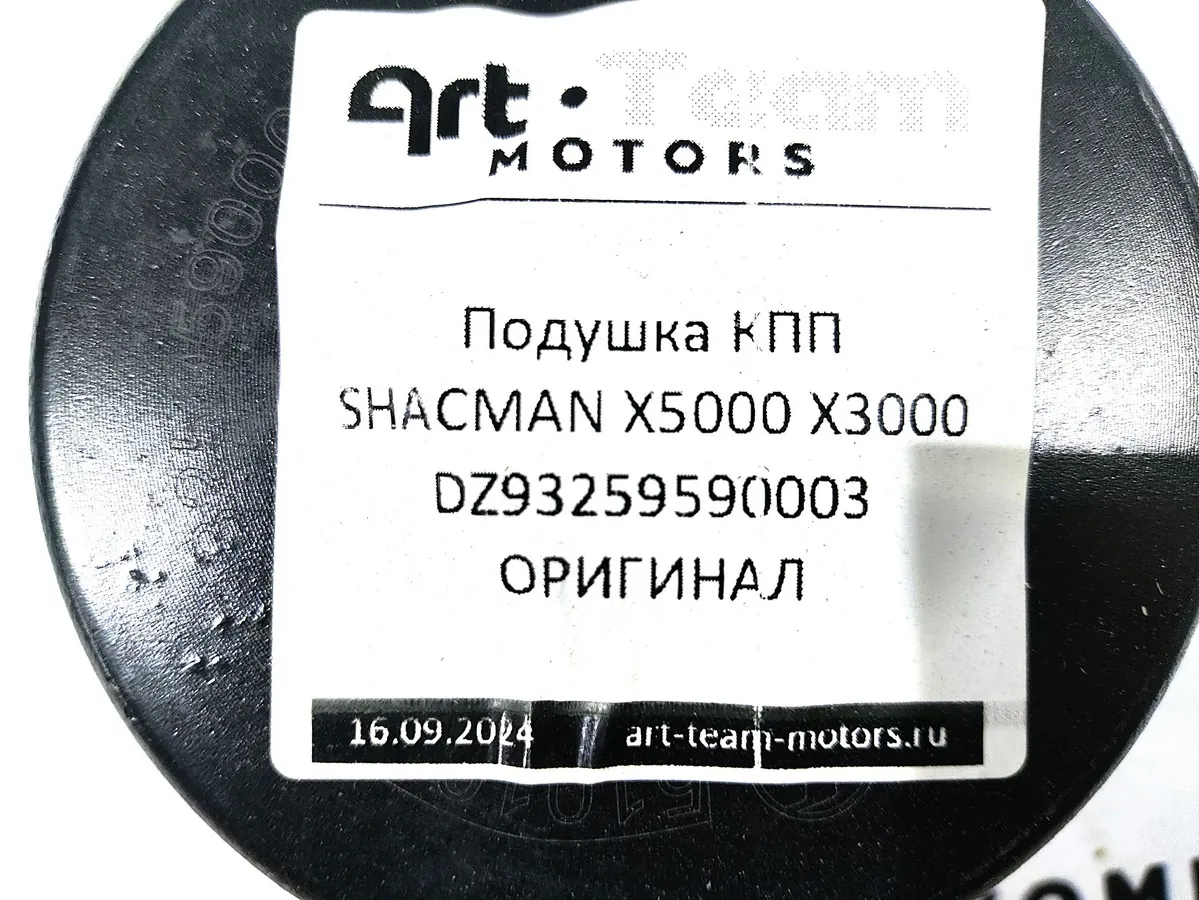 art·Team
MOTORS
Подушка КПП
SHACMAN X5000 X3000
DZ93259590003
ОРИГИНАЛ
16.09.2024 art-team-motors.ru